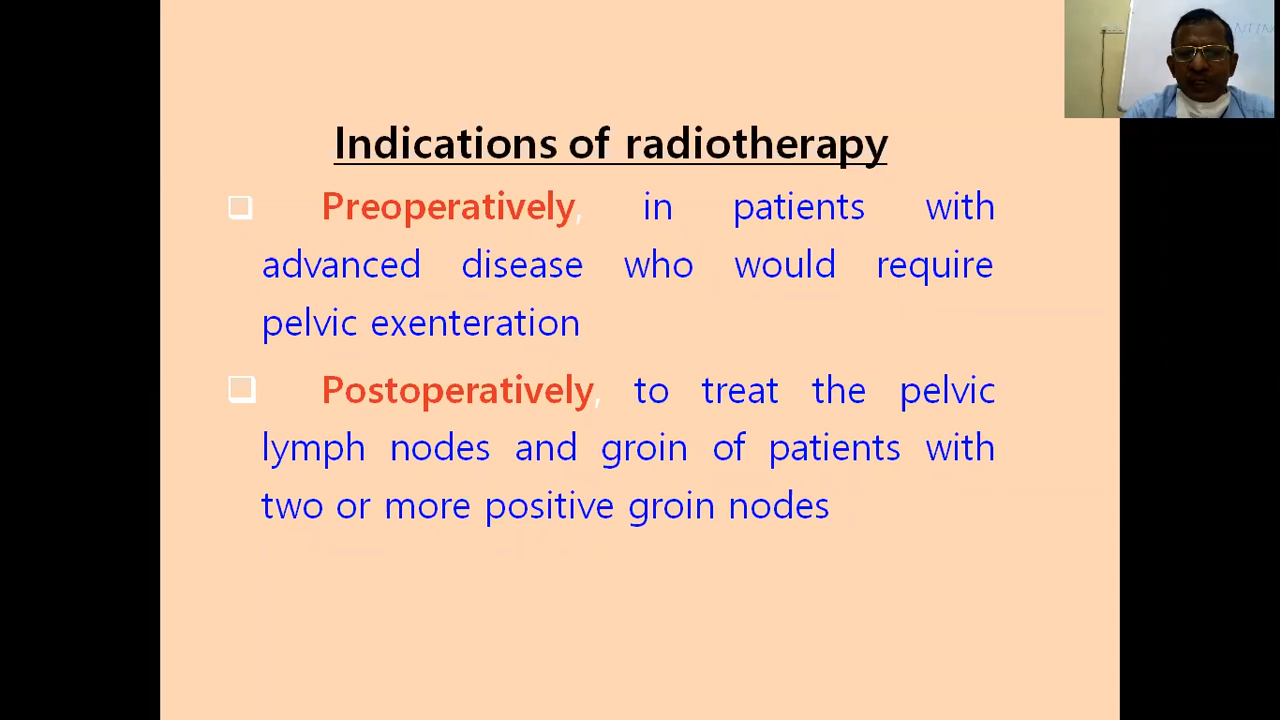 Indications of radiotherapy
❑ Preoperatively, in patients with
advanced disease who would require
pelvic exenteration
❑ Postoperatively, to treat the pelvic
lymph nodes and groin of patients with
two or more positive groin nodes